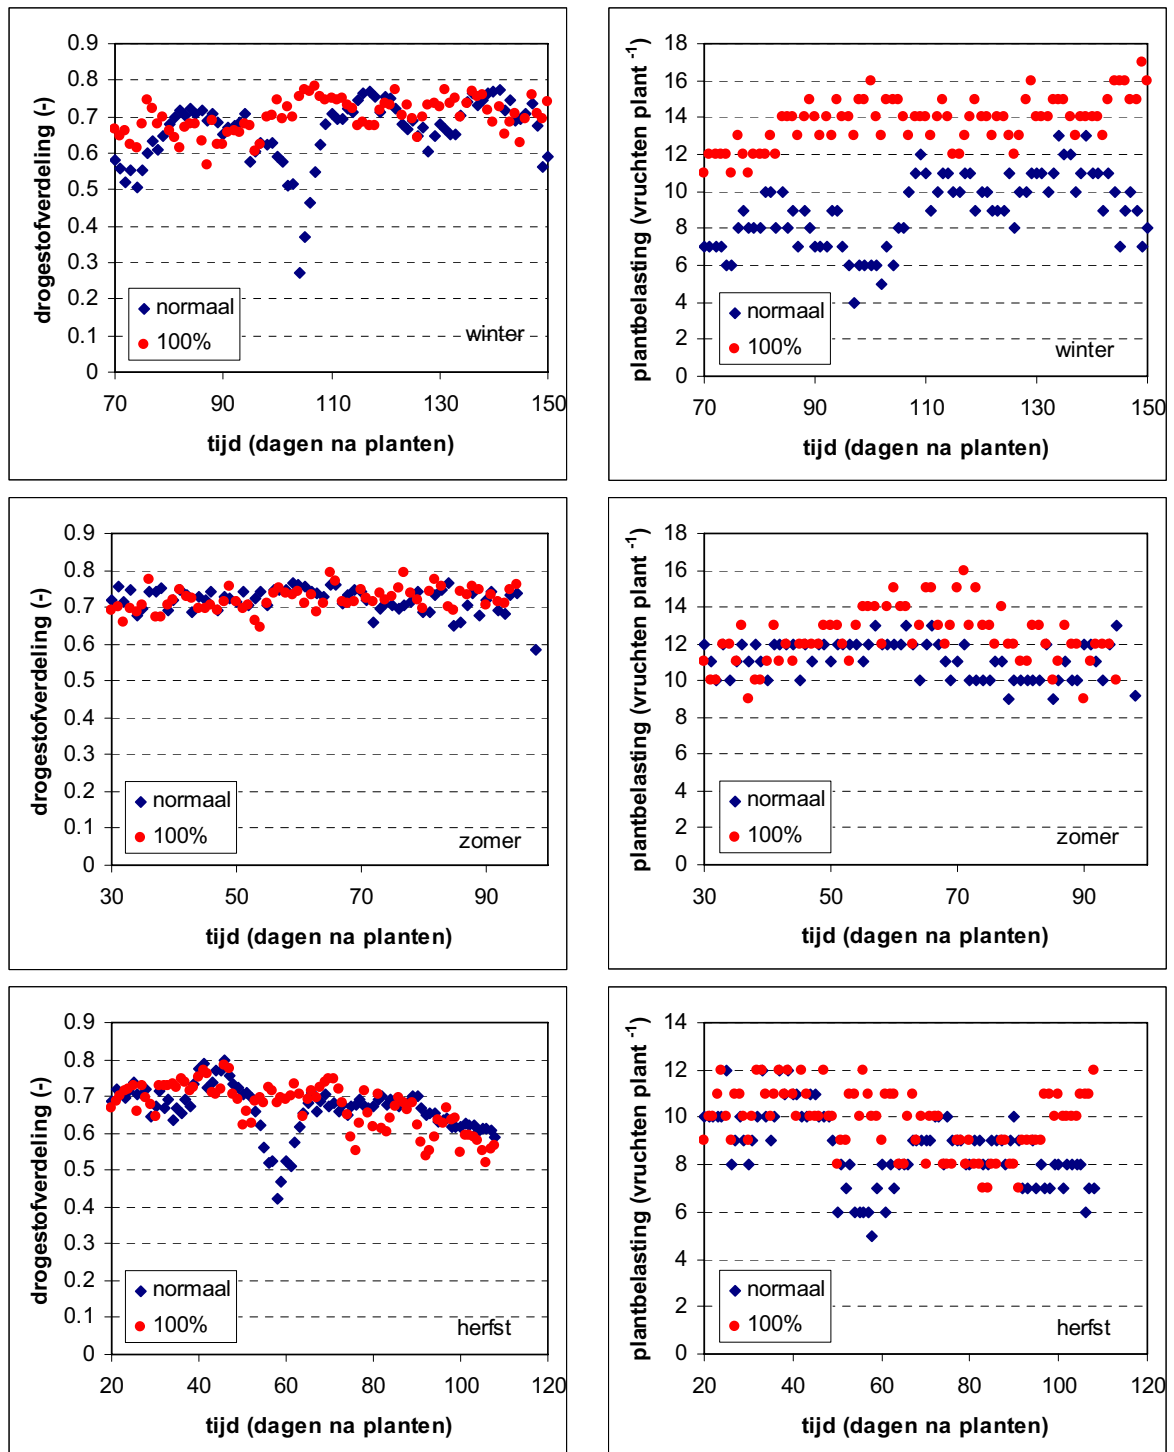 drogestofverdeling (-)
0.9
0.8
0.7
0.6
0.5
0.4
0.3
0.2
0.1
0
normaal
100%
winter
70 90 110 130 150
tijd (dagen na planten)
plantbelasting (vruchten plant -1)
18
16
14
12
10
8
6
4
2
0
normaal
100%
winter
70 90 110 130 150
tijd (dagen na planten)
drogestofverdeling (-)
0.9
0.8
0.7
0.6
0.5
0.4
0.3
0.2
0.1
0
normaal
100%
zomer
30 50 70 90
tijd (dagen na planten)
plantbelasting (vruchten plant -1)
18
16
14
12
10
8
6
4
2
0
normaal
100%
zomer
30 50 70 90
tijd (dagen na planten)
drogestofverdeling (-)
0.9
0.8
0.7
0.6
0.5
0.4
0.3
0.2
0.1
0
normaal
100%
herfst
20 40 60 80 100 120
tijd (dagen na planten)
plantbelasting (vruchten plant -1)
14
12
10
8
6
4
2
0
normaal
100%
herfst
20 40 60 80 100 120
tijd (dagen na planten)